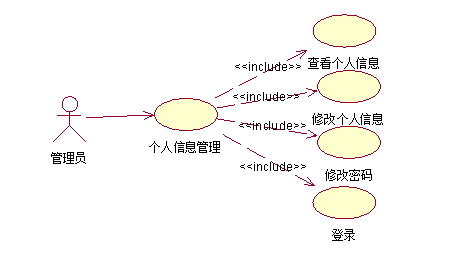 <<include>>
查看个人信息
<<include>>
修改个人信息
<<include>>
管理员
个人信息管理
<<include>>
修改密码
登录